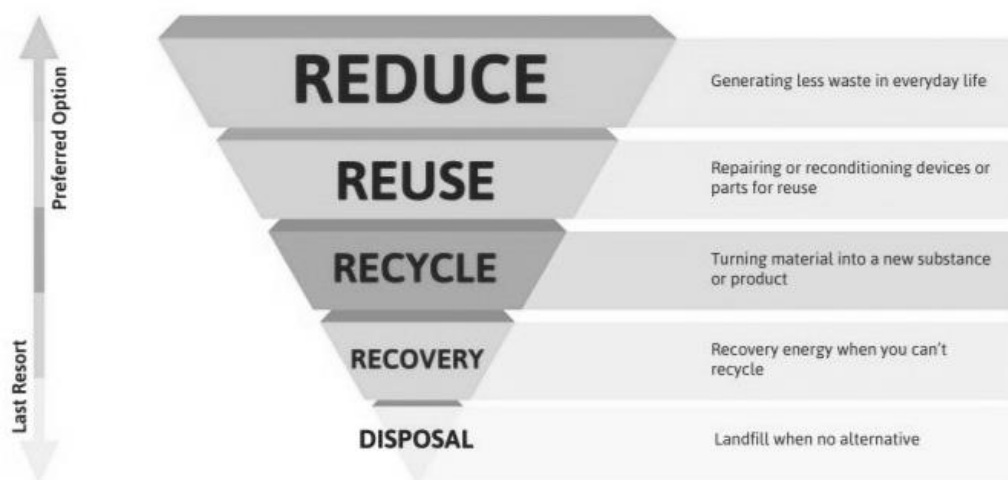 Preferred Option
Last Resort
REDUCE
Generating less waste in everyday life
REUSE
Repairing or reconditioning devices or
parts for reuse
RECYCLE
Turning material into a new substance
or product
RECOVERY
Recovery energy when you can't
recycle
DISPOSAL
Landfill when no alternative